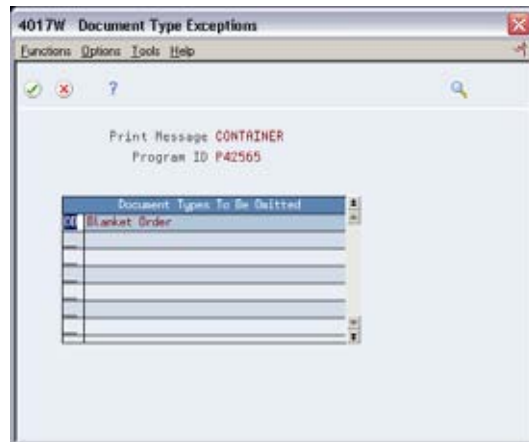 4017W Document Type Exceptions
Functions Options Tools Help
?
Print Message CONTAINER
Program ID P42565
Document Types To Be Omitted
Blanket Order